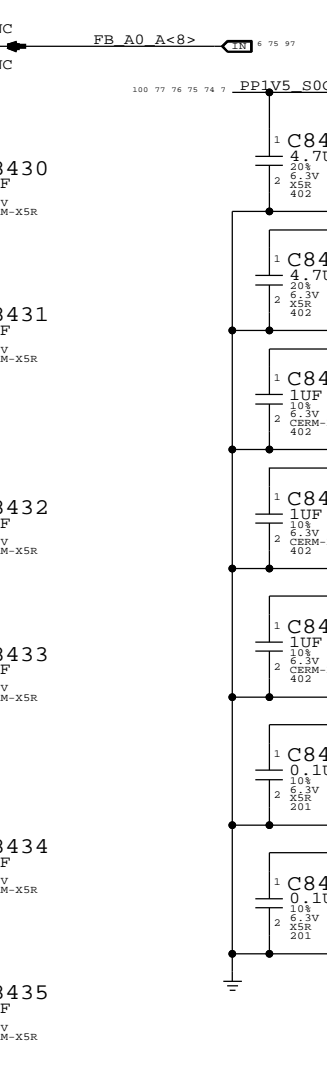 NC
FB_A0_A<8>
IN
6 75 97
NC
100 77 76 75 74 7
PP1V5_S0G
1
C84
4.7U
20%
6.3V
X5R
402
2
8430
F
V
M-X5R
1
C84
4.7U
20%
6.3V
X5R
402
2
8431
F
V
M-X5R
1
C84
1UF
10%
6.3V
CERM-
402
2
1
C84
1UF
10%
6.3V
CERM-
402
2
8432
F
V
M-X5R
1
C84
1UF
10%
6.3V
CERM-
402
2
8433
F
V
M-X5R
1
C84
0.1U
10%
6.3V
X5R
201
2
8434
F
V
M-X5R
1
C84
0.1U
10%
6.3V
X5R
201
2
8435
F
V
M-X5R